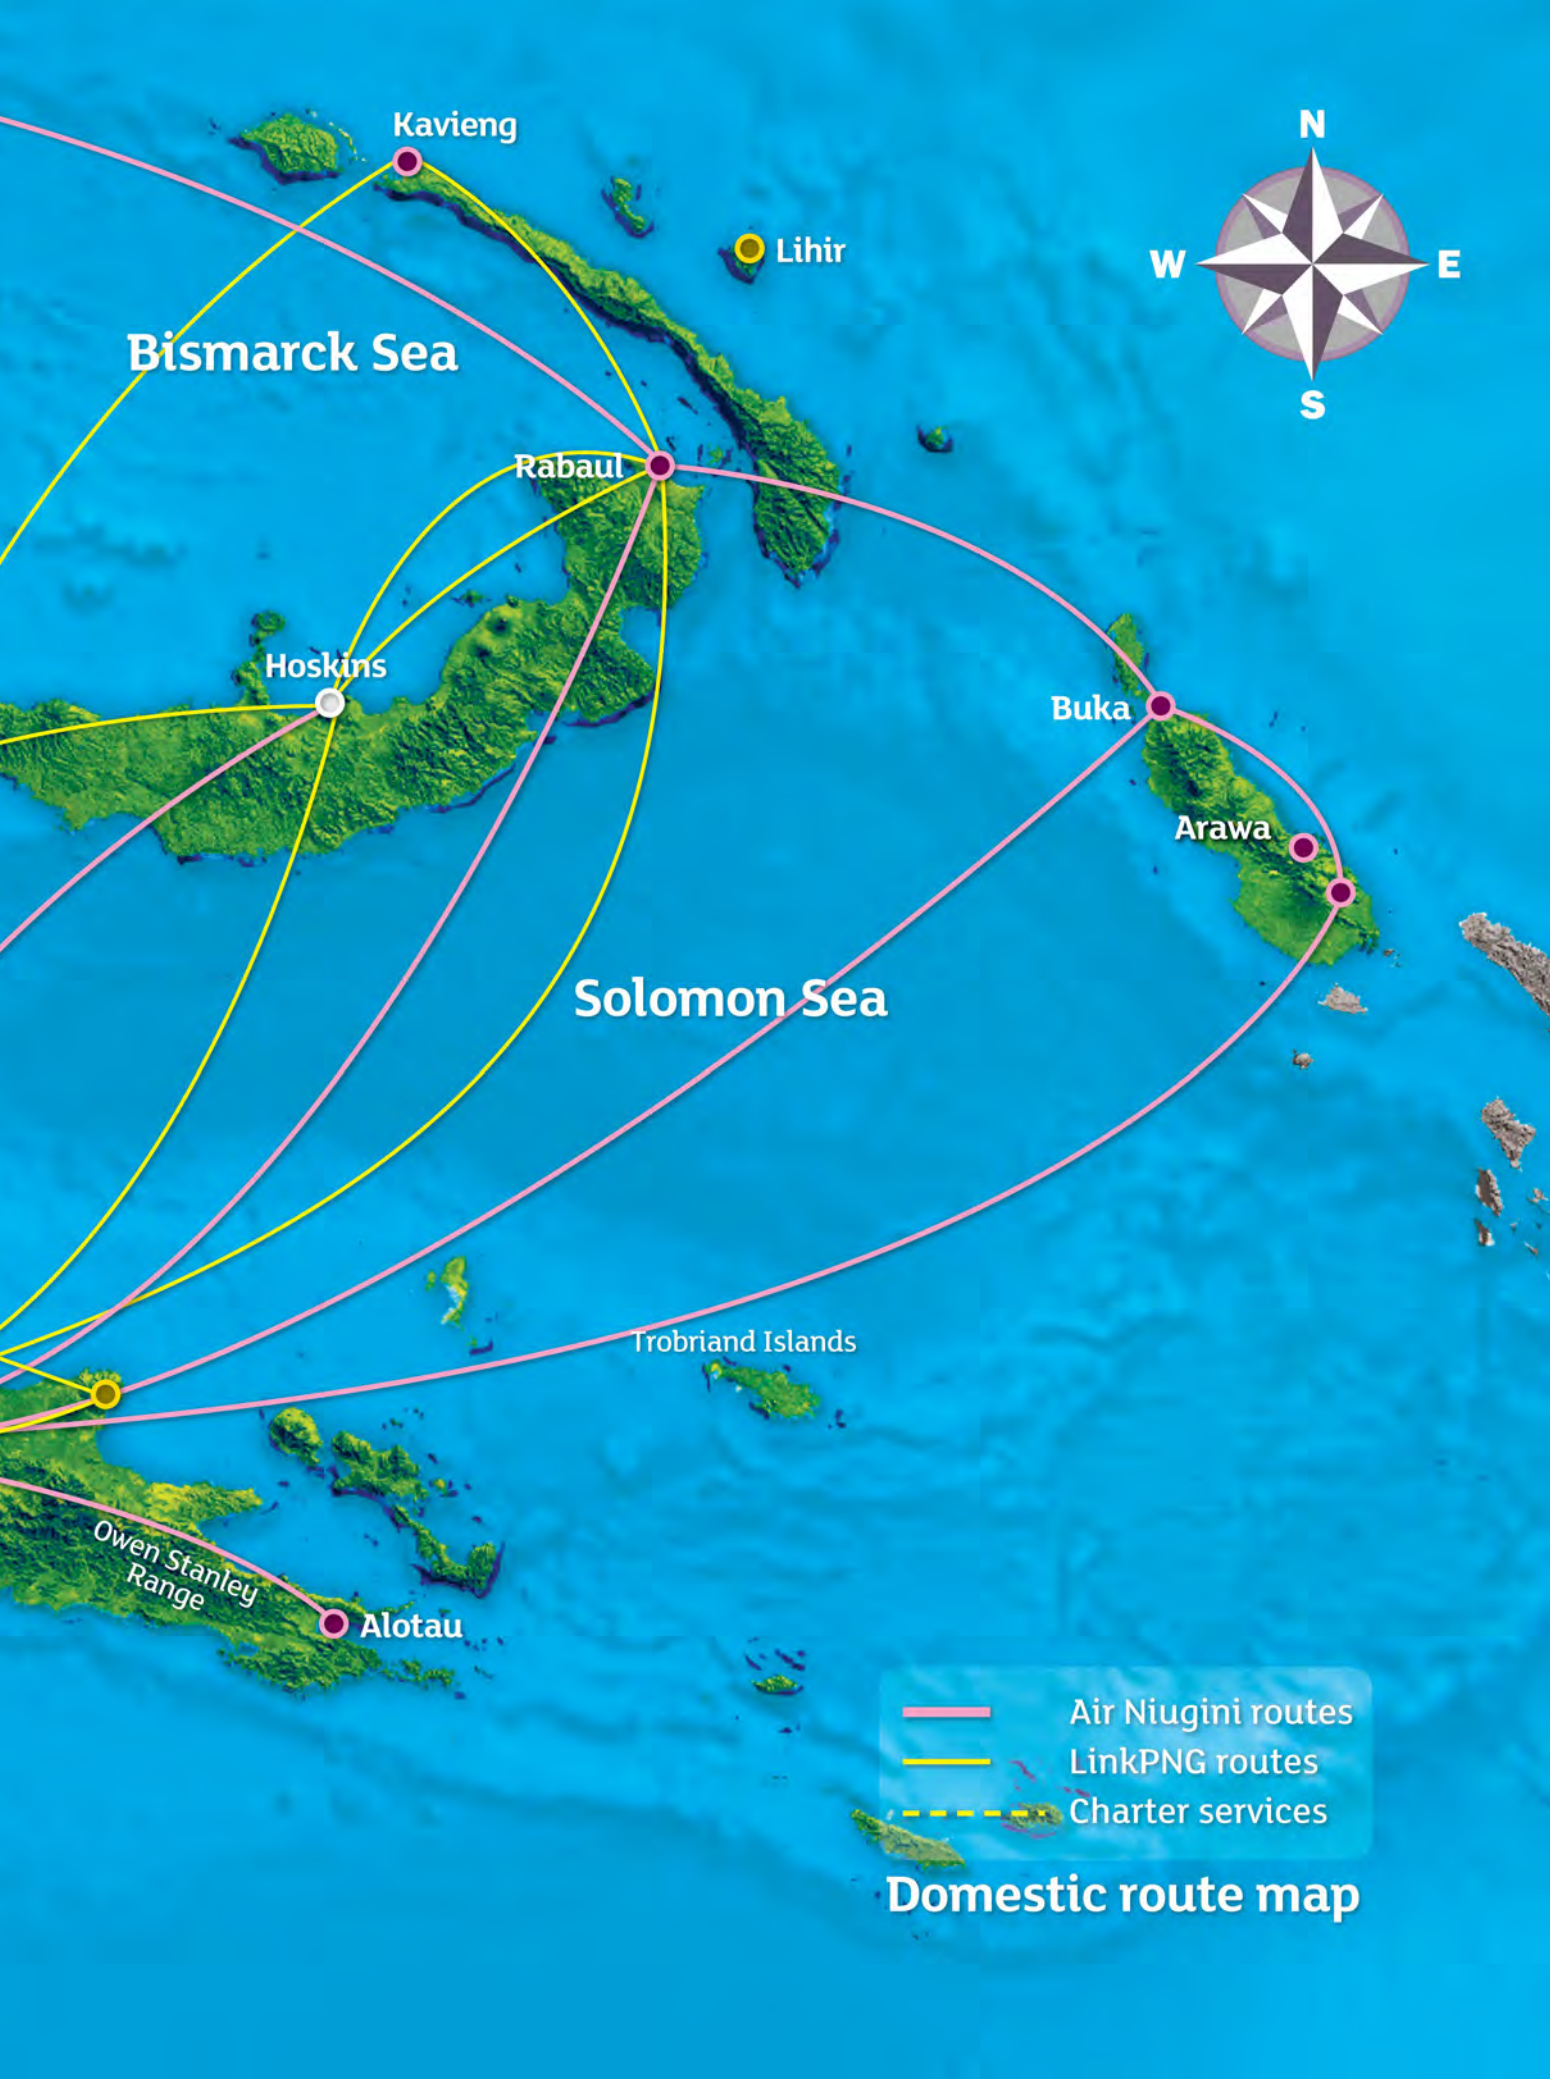 Kavieng
N
Lihir
W
E
Bismarck Sea
S
Rabaul
Hoskins
Buka
Arawa
Solomon Sea
Trobriand Islands
Owen Stanley
Range
Alotau
Air Niugini routes
LinkPNG routes
Charter services
Domestic route map